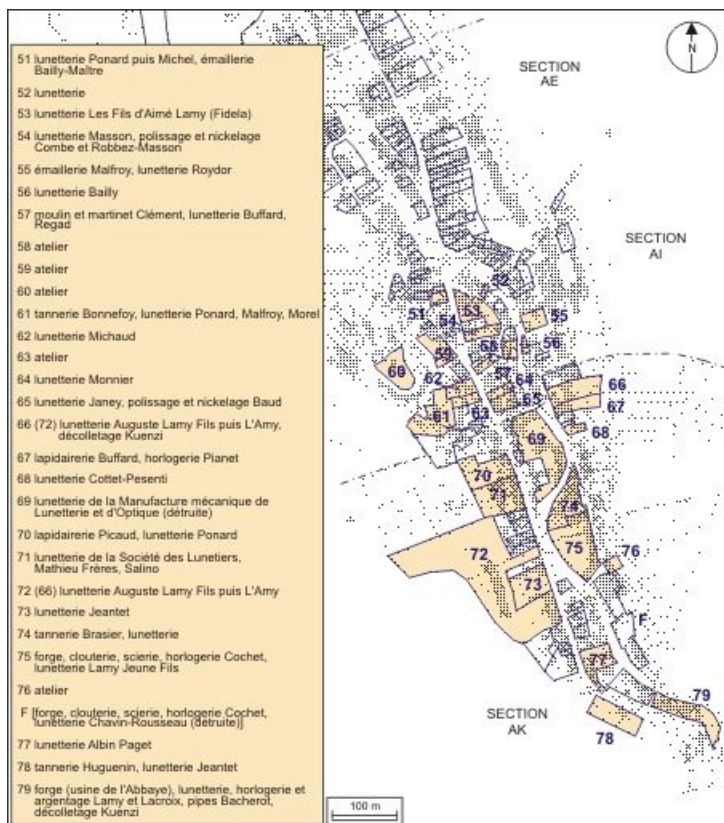 51 lunetterie Ponard puis Michel, émaillerie
Bailly-Maître
52 lunetterie
53 lunetterie Les Fils d'Aimé Lamy (Fidela)
54 lunetterie Masson, polissage et nickelage
Combe et Robbez-Masson
55 émaillerie Malfroy, lunetterie Roydor
56 lunetterie Bailly
57 moulin et martinet Clément, lunetterie Buffard,
Regad
58 atelier
59 atelier
60 atelier
61 tannerie Bonnefoy, lunetterie Ponard, Malfroy, Morel
62 lunetterie Michaud
63 atelier
64 lunetterie Monnier
65 lunetterie Janey, polissage et nickelage Baud
66 (72) lunetterie Auguste Lamy Fils puis L'Amy,
décolletage Kuenzi
67 lapidairerie Buffard, horlogerie Pianet
68 lunetterie Cottet-Pesenti
69 lunetterie de la Manufacture mécanique de
Lunetterie et d'Optique (détruite)
70 lapidairerie Picaud, lunetterie Ponard
71 lunetterie de la Société des Lunetiers,
Mathieu Frères, Salino
72 (66) lunetterie Auguste Lamy Fils puis L'Amy
73 lunetterie Jeantet
74 tannerie Brasier, lunetterie
75 forge, clouterie, scierie, horlogerie Cochet,
lunetterie Lamy Jeune Fils
76 atelier
F [forge, clouterie, scierie, horlogerie Cochet,
lunetterie Chavin-Rousseau (détruite)]
77 lunetterie Albin Paget
78 tannerie Huguenin, lunetterie Jeantet
79 forge (usine de l'Abbaye), lunetterie, horlogerie et
argentage Lamy et Lacroix, pipes Bacherot,
décolletage Kuenzi
N
SECTION
AE
SECTION
AI
52
51
54
53
55
58
56
59
60
62
57
64
66
61
63
65
67
69
68
70
71
74
72
75
76
73
F
77
79
78
SECTION
AK
100 m